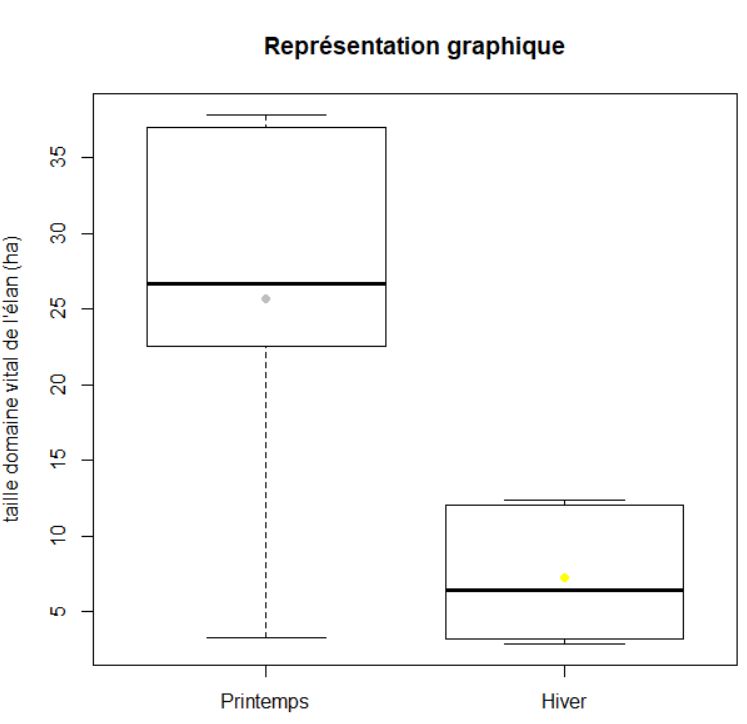 Représentation graphique
taille domaine vital de l'élan (ha)
35
30
25
20
15
10
5
Printemps
Hiver